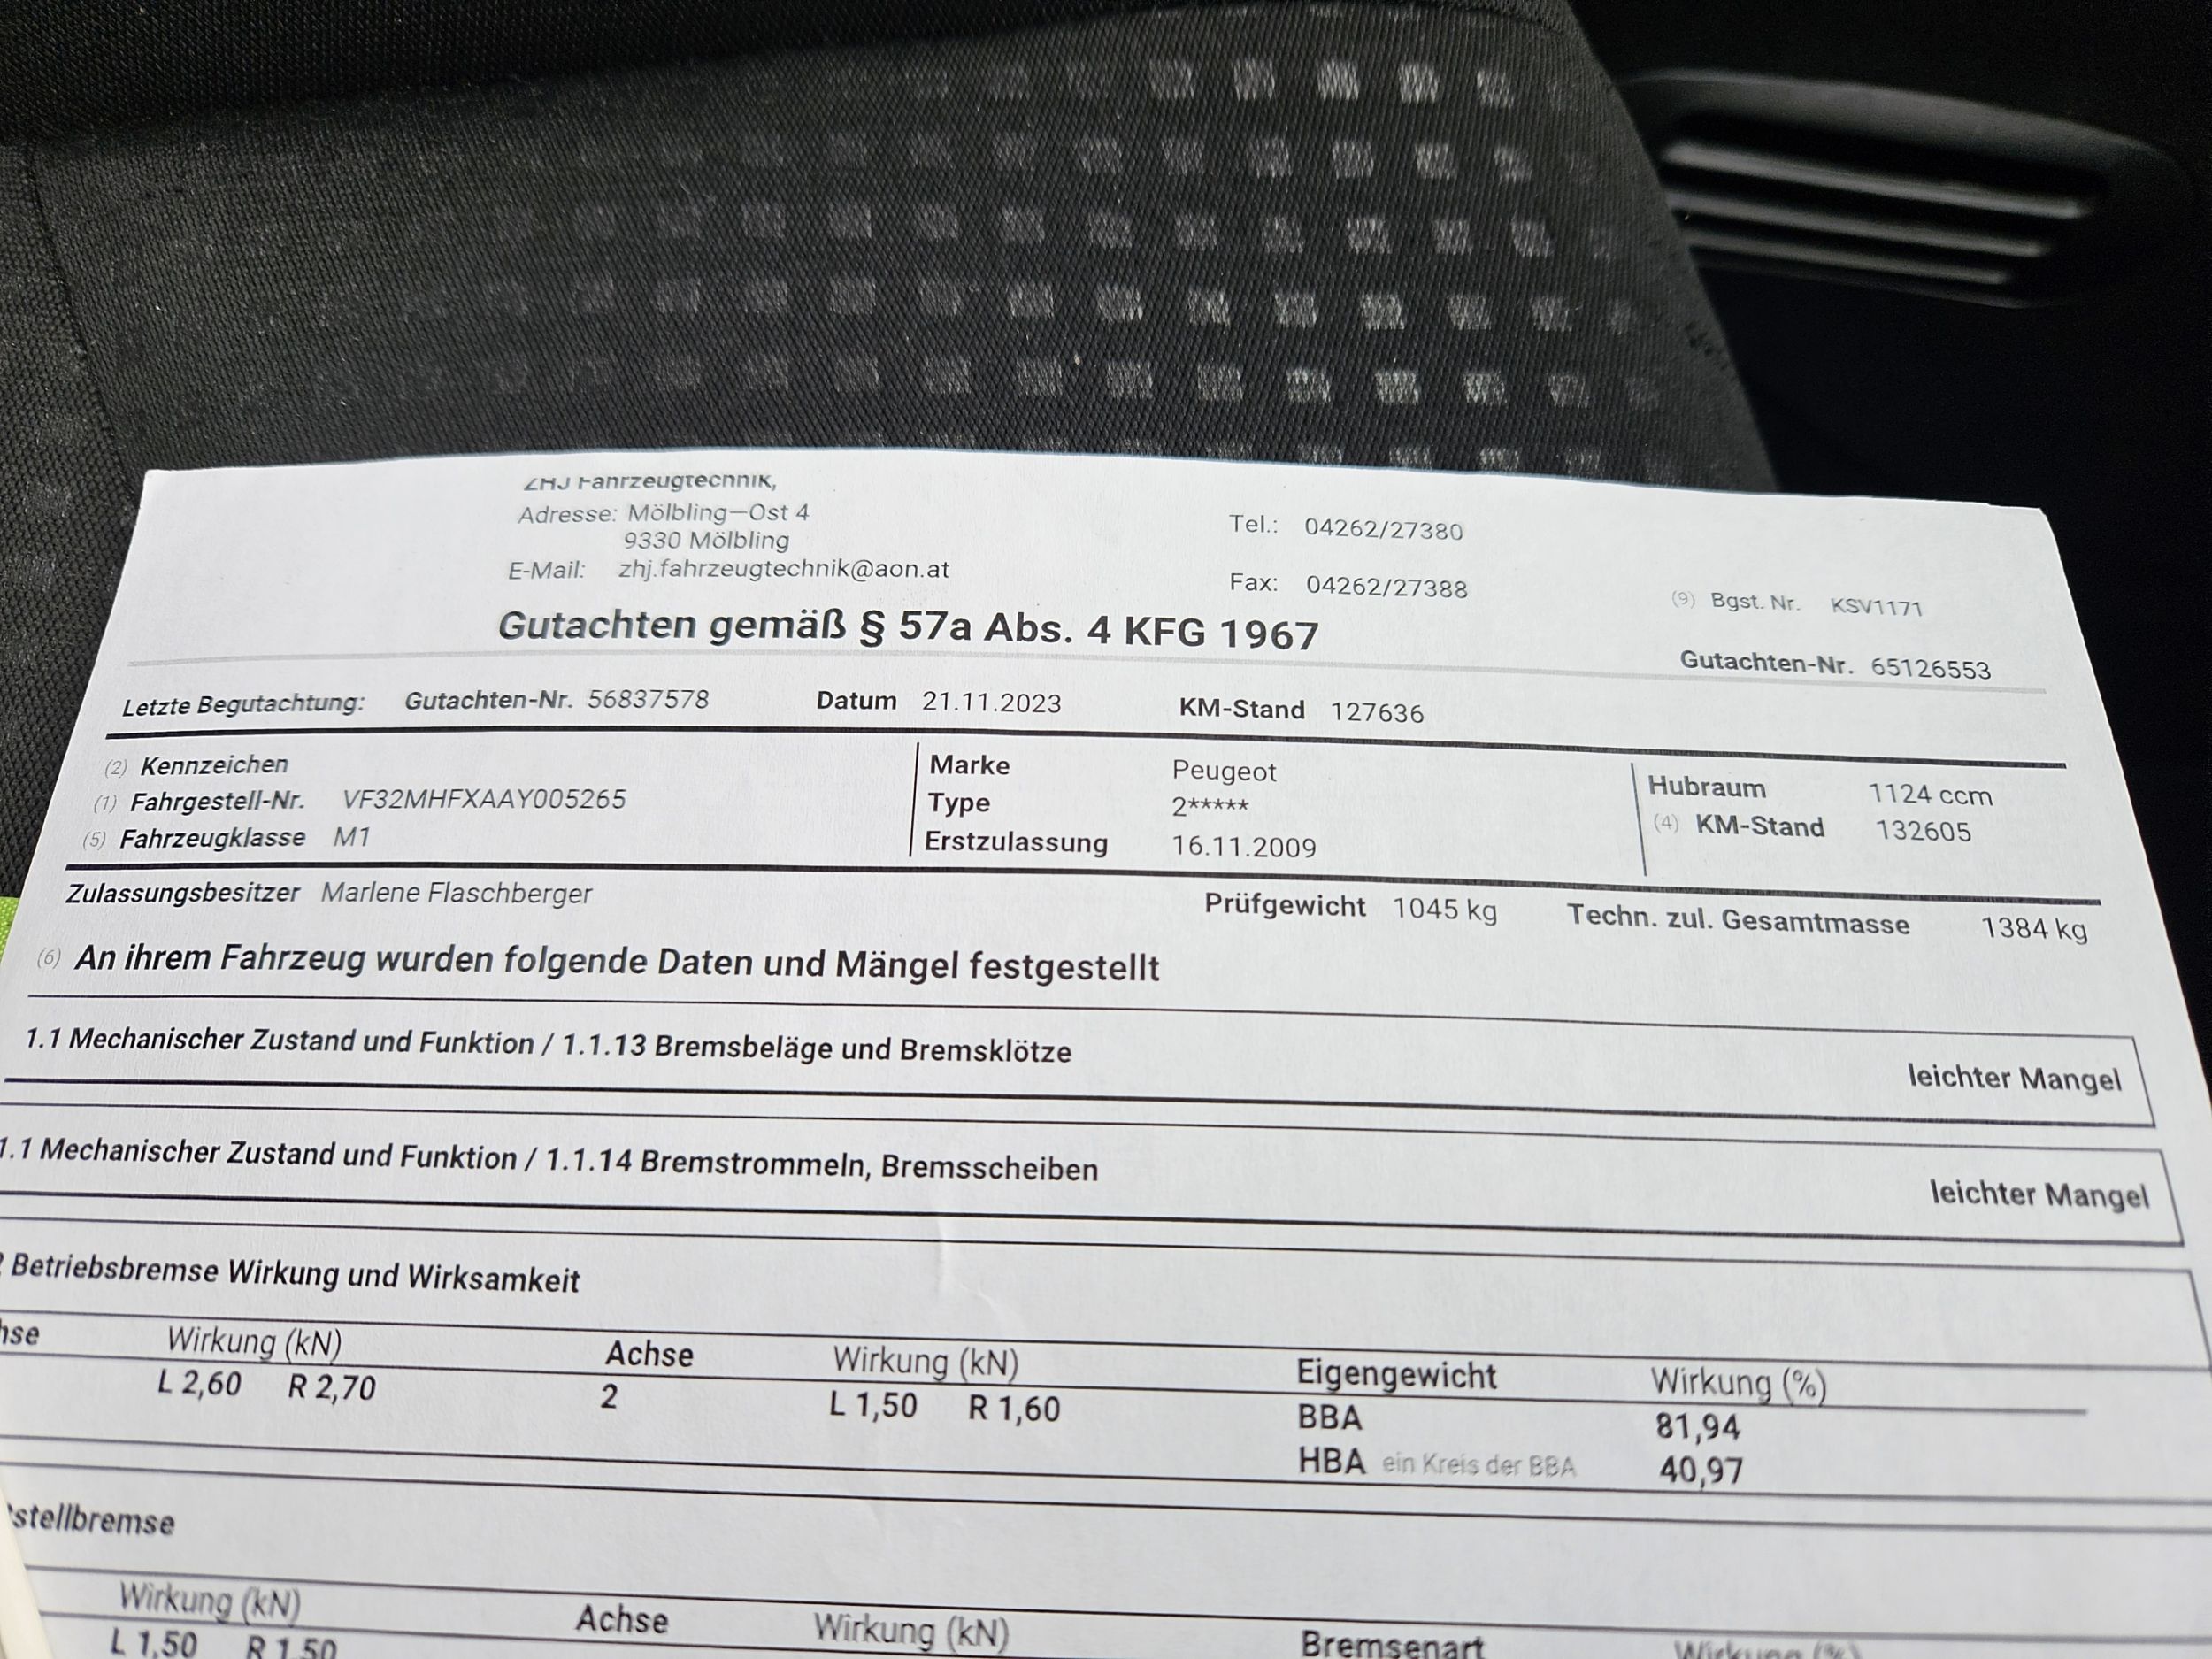 ZHJ Fahrzeugtechnik,
Adresse: Mölbling–Ost 4
9330 Mölbling
E-Mail: zhj.fahrzeugtechnik@aon.at
Tel.: 04262/27380
Fax: 04262/27388
(9) Bgst. Nr. KSV1171
Gutachten gemäß § 57a Abs. 4 KFG 1967
Gutachten-Nr. 65126553
Letzte Begutachtung: Gutachten-Nr. 56837578 Datum 21.11.2023 KM-Stand 127636
(2) Kennzeichen
(1) Fahrgestell-Nr. VF32MHFXAAY005265
(5) Fahrzeugklasse M1
Marke Peugeot
Type 2*****
Erstzulassung 16.11.2009
Hubraum 1124 ccm
(4) KM-Stand 132605
Zulassungsbesitzer Marlene Flaschberger Prüfgewicht 1045 kg Techn. zul. Gesamtmasse 1384 kg
(6) An ihrem Fahrzeug wurden folgende Daten und Mängel festgestellt
1.1 Mechanischer Zustand und Funktion / 1.1.13 Bremsbeläge und Bremsklötze leichter Mangel
1.1 Mechanischer Zustand und Funktion / 1.1.14 Bremstrommeln, Bremsscheiben leichter Mangel
Betriebsbremse Wirkung und Wirksamkeit
hse Wirkung (kN) Achse Wirkung (kN) Eigengewicht Wirkung (%)
L 2,60 R 2,70 2 L 1,50 R 1,60 BBA 81,94
HBA ein Kreis der BBA 40,97
stellbremse
Wirkung (kN) Achse Wirkung (kN) Bremsenart Wirkung (%)
L 1,50 R 1,50